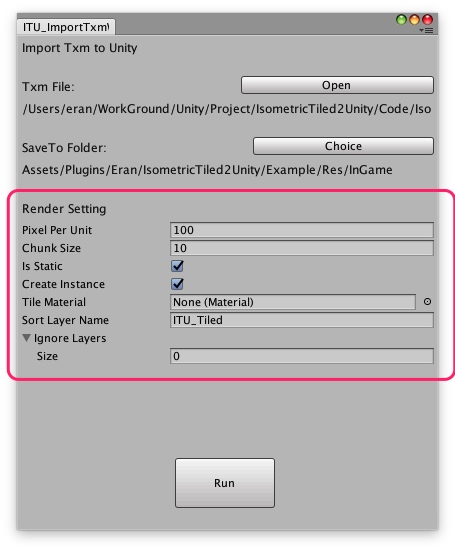 ITU_ImportTxm
Import Txm to Unity
Txm File:
Open
/Users/eran/WorkGround/Unity/Project/IsometricTiled2Unity/Code/Iso
SaveTo Folder:
Choice
Assets/Plugins/Eran/IsometricTiled2Unity/Example/Res/InGame
Render Setting
Pixel Per Unit 100
Chunk Size 10
Is Static
Create Instance
Tile Material None (Material)
Sort Layer Name ITU_Tiled
Ignore Layers
Size 0
Run